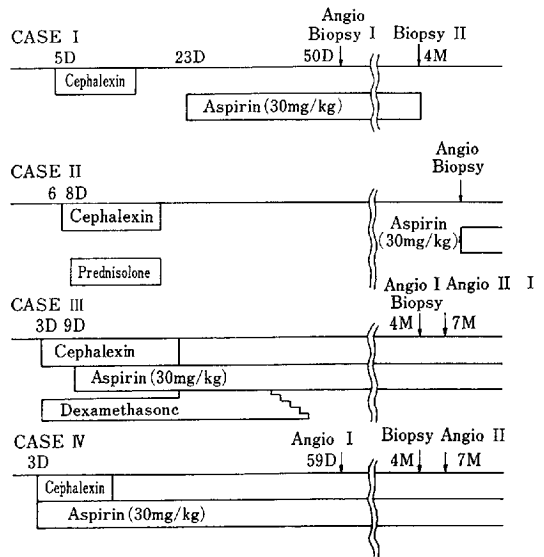 Angio
CASE I Biopsy I Biopsy II
5D 23D 50D 4M
Cephalexin
Aspirin (30mg/kg)
CASE II Angio
Biopsy
6 8D
Cephalexin
Aspirin
(30mg/kg)
Prednisolone
Angio I Angio II I
CASE III Biopsy
3D 9D 4M 7M
Cephalexin
Aspirin (30mg/kg)
Dexamethasonc
CASE IV Angio I Biopsy Angio II
3D 59D 4M 7M
Cephalexin
Aspirin (30mg/kg)